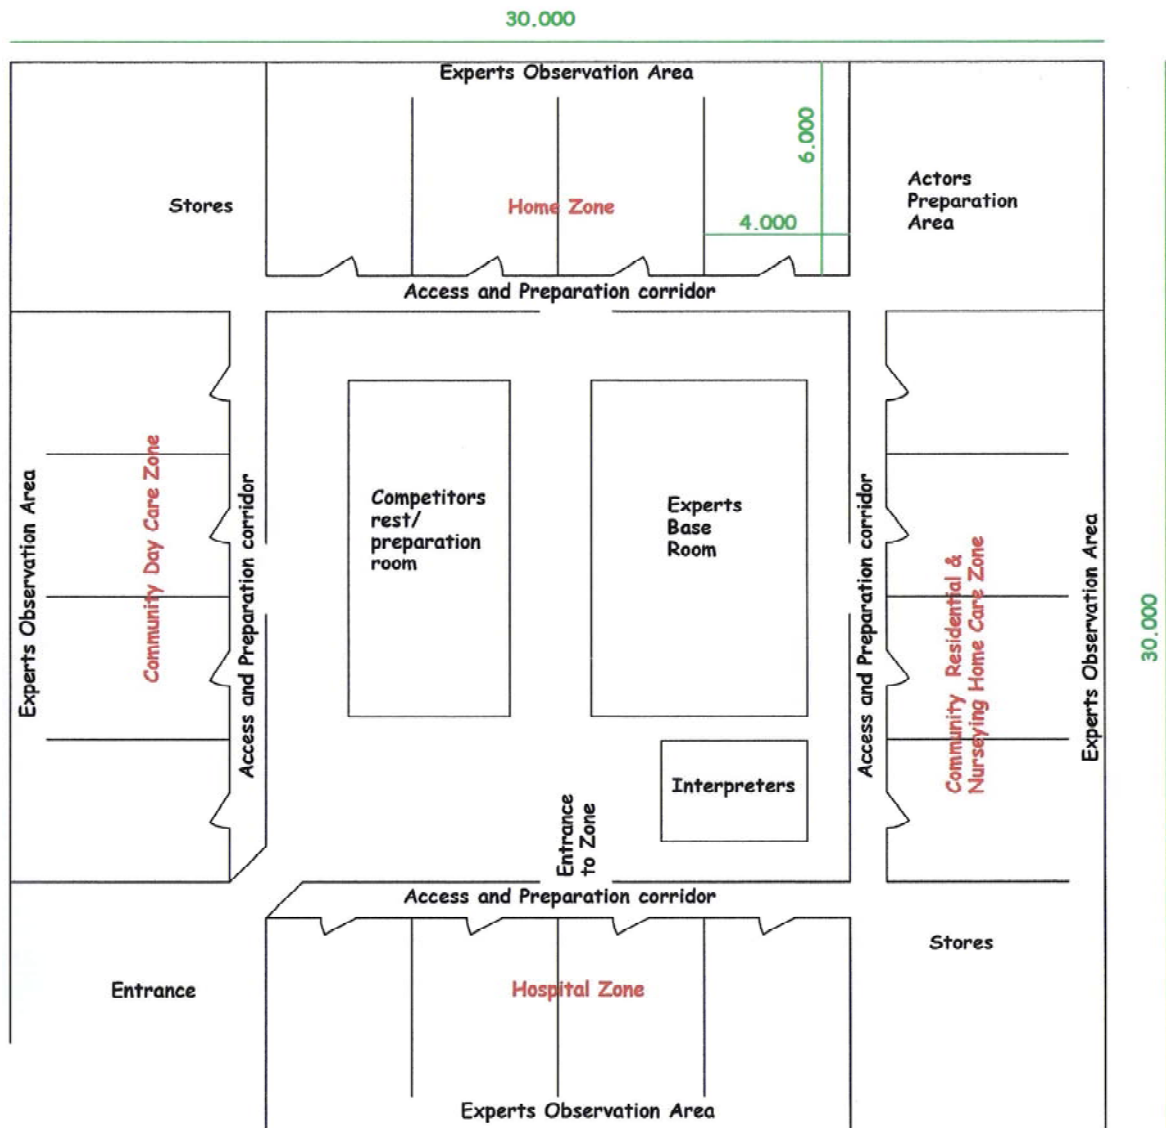 30.000
Experts Observation Area
6.000
Stores
Home Zone
4.000
Actors
Preparation
Area
Access and Preparation corridor
Experts Observation Area
Community Day Care Zone
Access and Preparation corridor
Competitors
rest/
preparation
room
Experts
Base
Room
Access and Preparation corridor
Community Residential &
Nurseying Home Care Zone
Experts Observation Area
30.000
Interpreters
Entrance
to Zone
Access and Preparation corridor
Stores
Entrance
Hospital Zone
Experts Observation Area